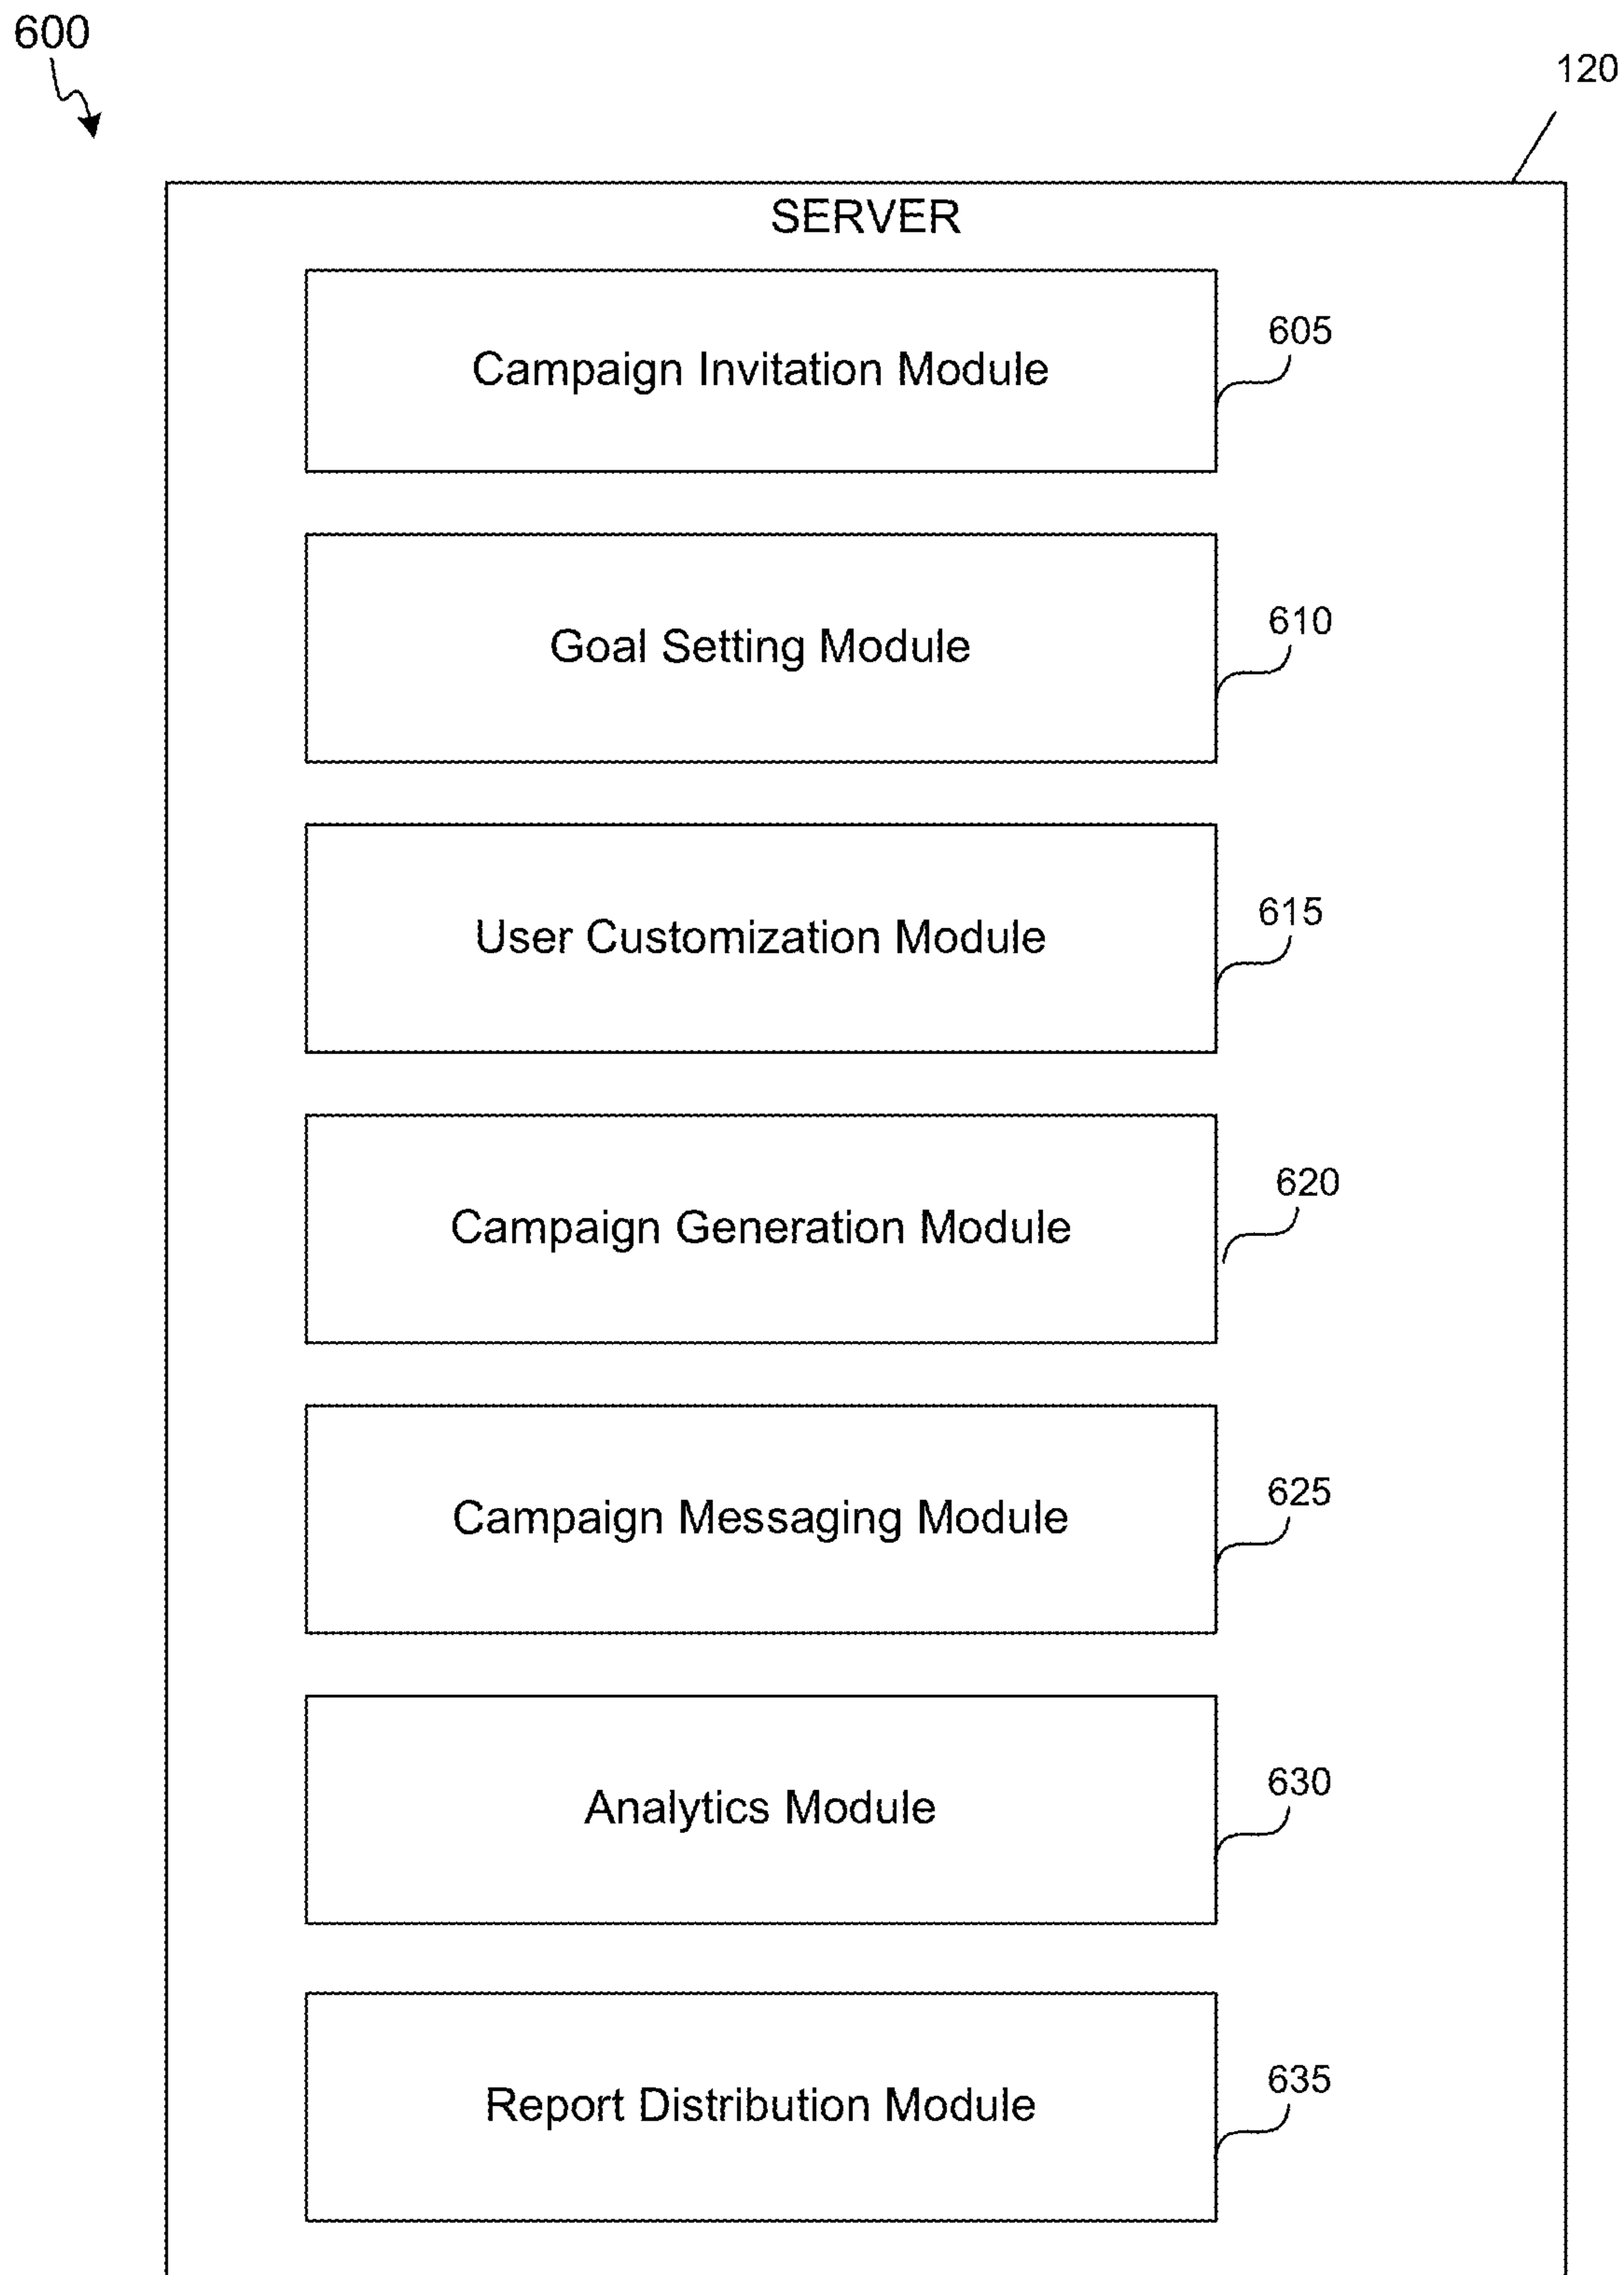 600
120
SERVER
Campaign Invitation Module
605
Goal Setting Module
610
User Customization Module
615
Campaign Generation Module
620
Campaign Messaging Module
625
Analytics Module
630
Report Distribution Module
635